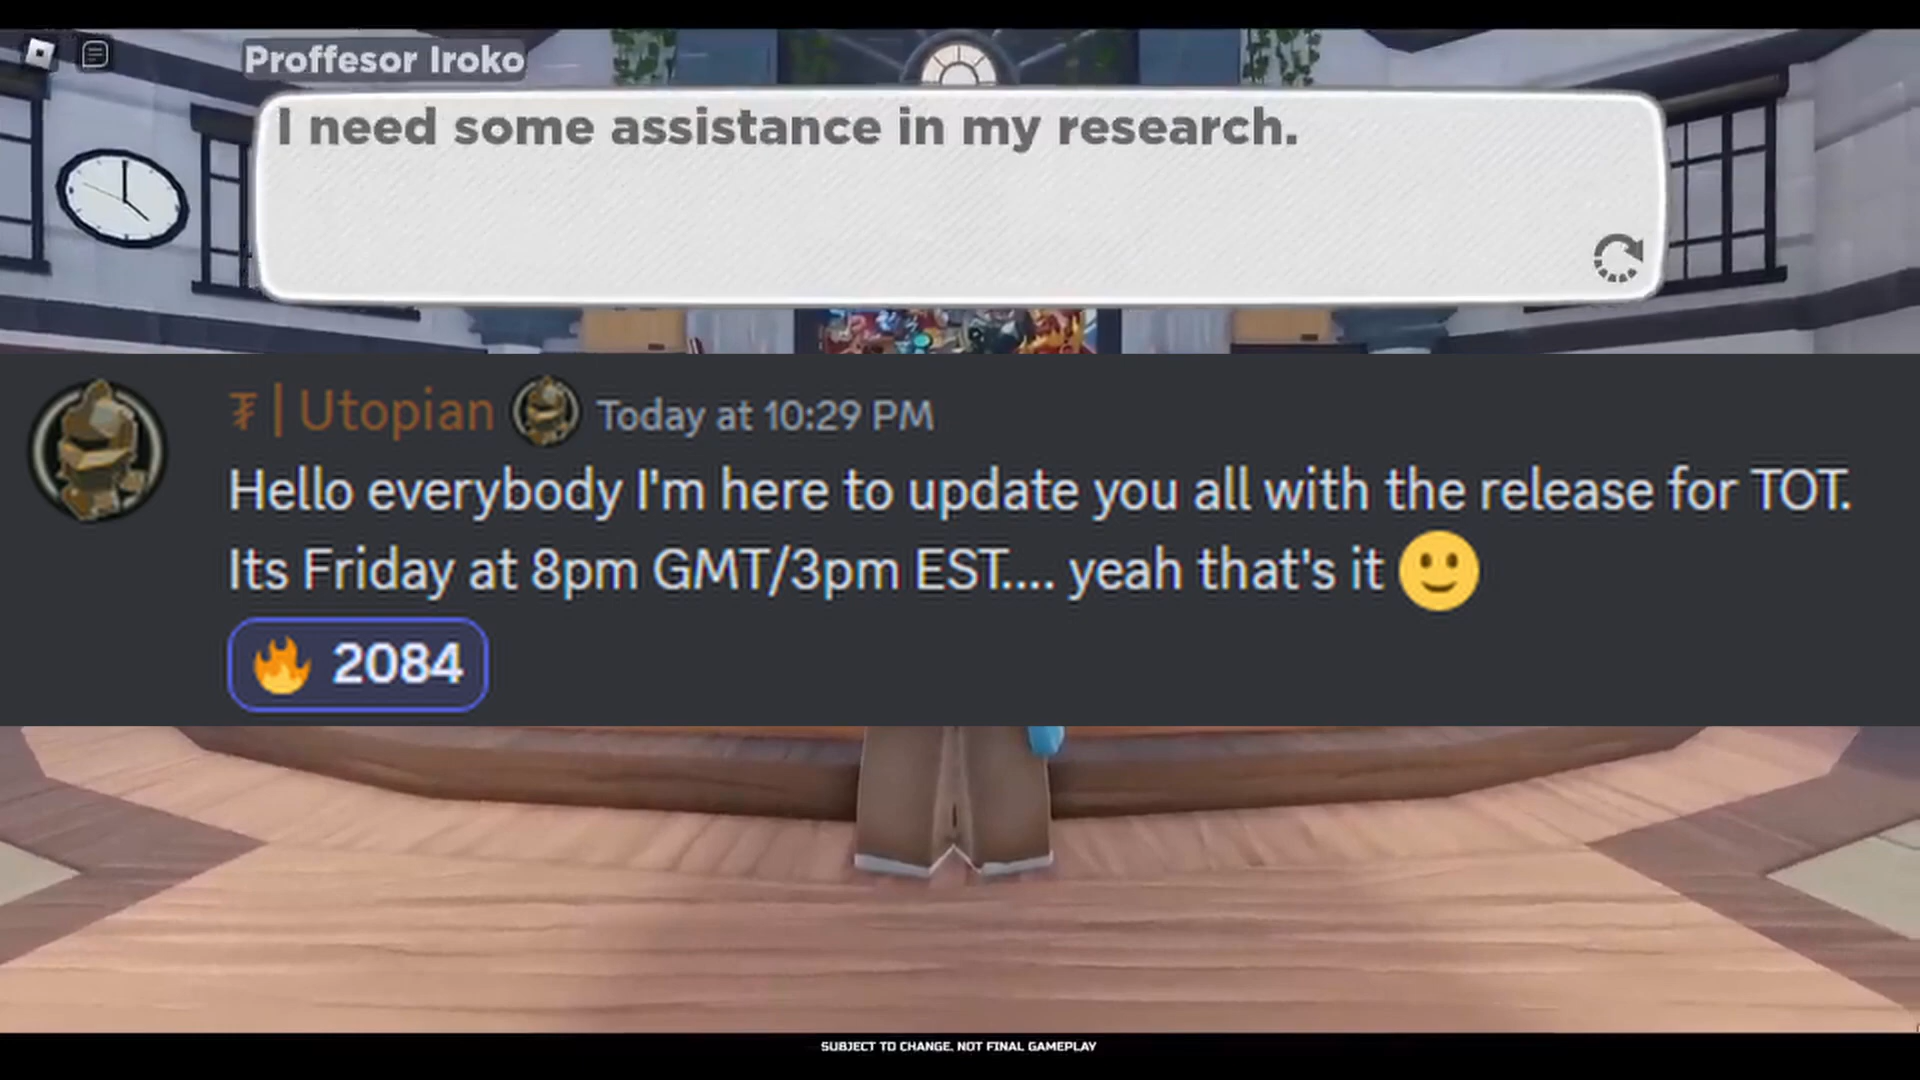 Proffesor Iroko
I need some assistance in my research.
₮ | Utopian Today at 10:29 PM
Hello everybody I'm here to update you all with the release for TOT.
Its Friday at 8pm GMT/3pm EST.... yeah that's it 🙂
🔥 2084
SUBJECT TO CHANGE. NOT FINAL GAMEPLAY